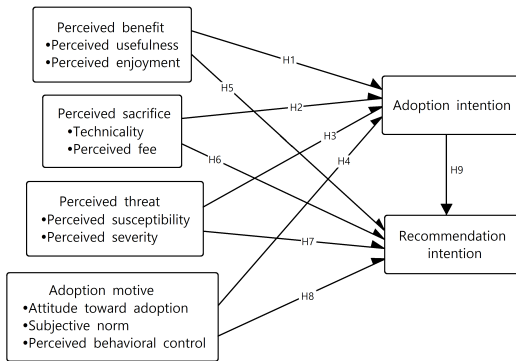 Perceived benefit
•Perceived usefulness
•Perceived enjoyment
Perceived sacrifice
•Technicality
•Perceived fee
Perceived threat
•Perceived susceptibility
•Perceived severity
Adoption motive
•Attitude toward adoption
•Subjective norm
•Perceived behavioral control
H1
H5
H2
H3
H4
H6
H7
H8
Adoption intention
H9
Recommendation
intention